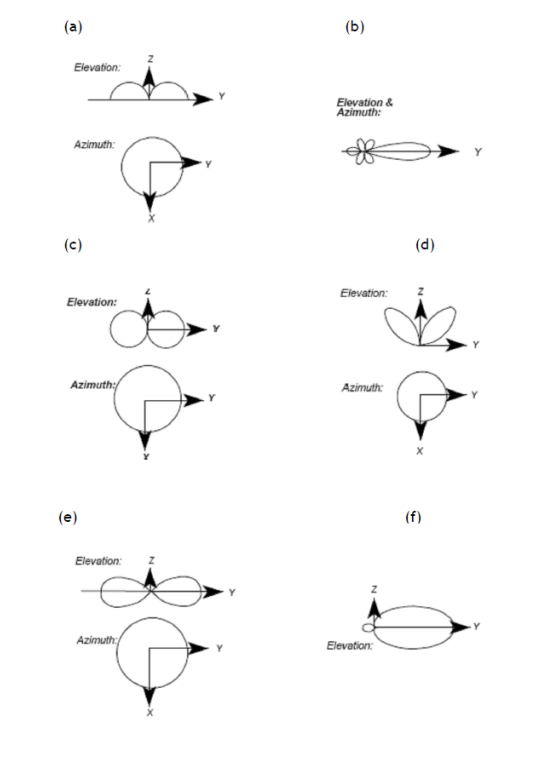 (a)
Elevation:
Z
Y
Azimuth:
Y
X
(b)
Elevation &
Azimuth:
Y
(c)
Elevation:
Y
Azimuth:
Y
(d)
Elevation:
Z
Y
Azimuth:
Y
X
(e)
Elevation:
Z
Y
Azimuth:
Y
X
(f)
Z
Y
Elevation: